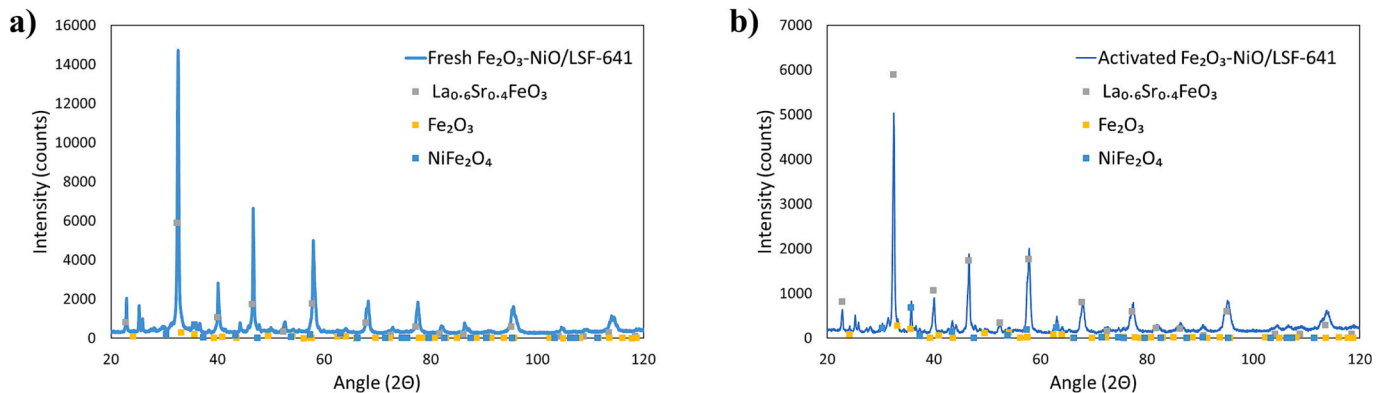 a)
Intensity (counts)
16000
14000
12000
10000
8000
6000
4000
2000
0
20
40
60
80
100
120
Angle (2Θ)
Fresh Fe₂O₃-NiO/LSF-641
La₀.₆Sr₀.₄FeO₃
Fe₂O₃
NiFe₂O₄
b)
Intensity (counts)
7000
6000
5000
4000
3000
2000
1000
0
20
40
60
80
100
120
Angle (2Θ)
Activated Fe₂O₃-NiO/LSF-641
La₀.₆Sr₀.₄FeO₃
Fe₂O₃
NiFe₂O₄